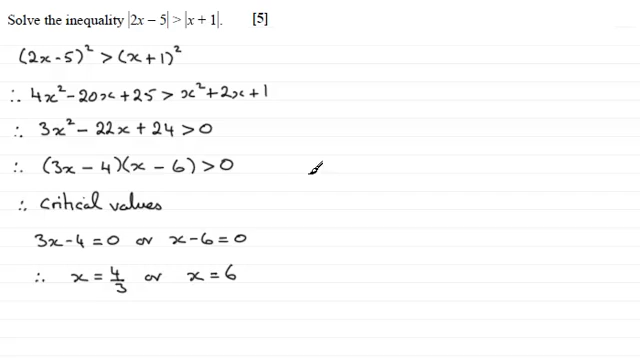 Solve the inequality |2x − 5| > |x + 1|. [5]
(2x-5)² > (x+1)²
∴ 4x² - 20x + 25 > x² + 2x + 1
∴ 3x² - 22x + 24 > 0
∴ (3x - 4)(x - 6) > 0
∴ Critical values
3x-4 = 0 or x-6 = 0
∴ x = 4/3 or x = 6